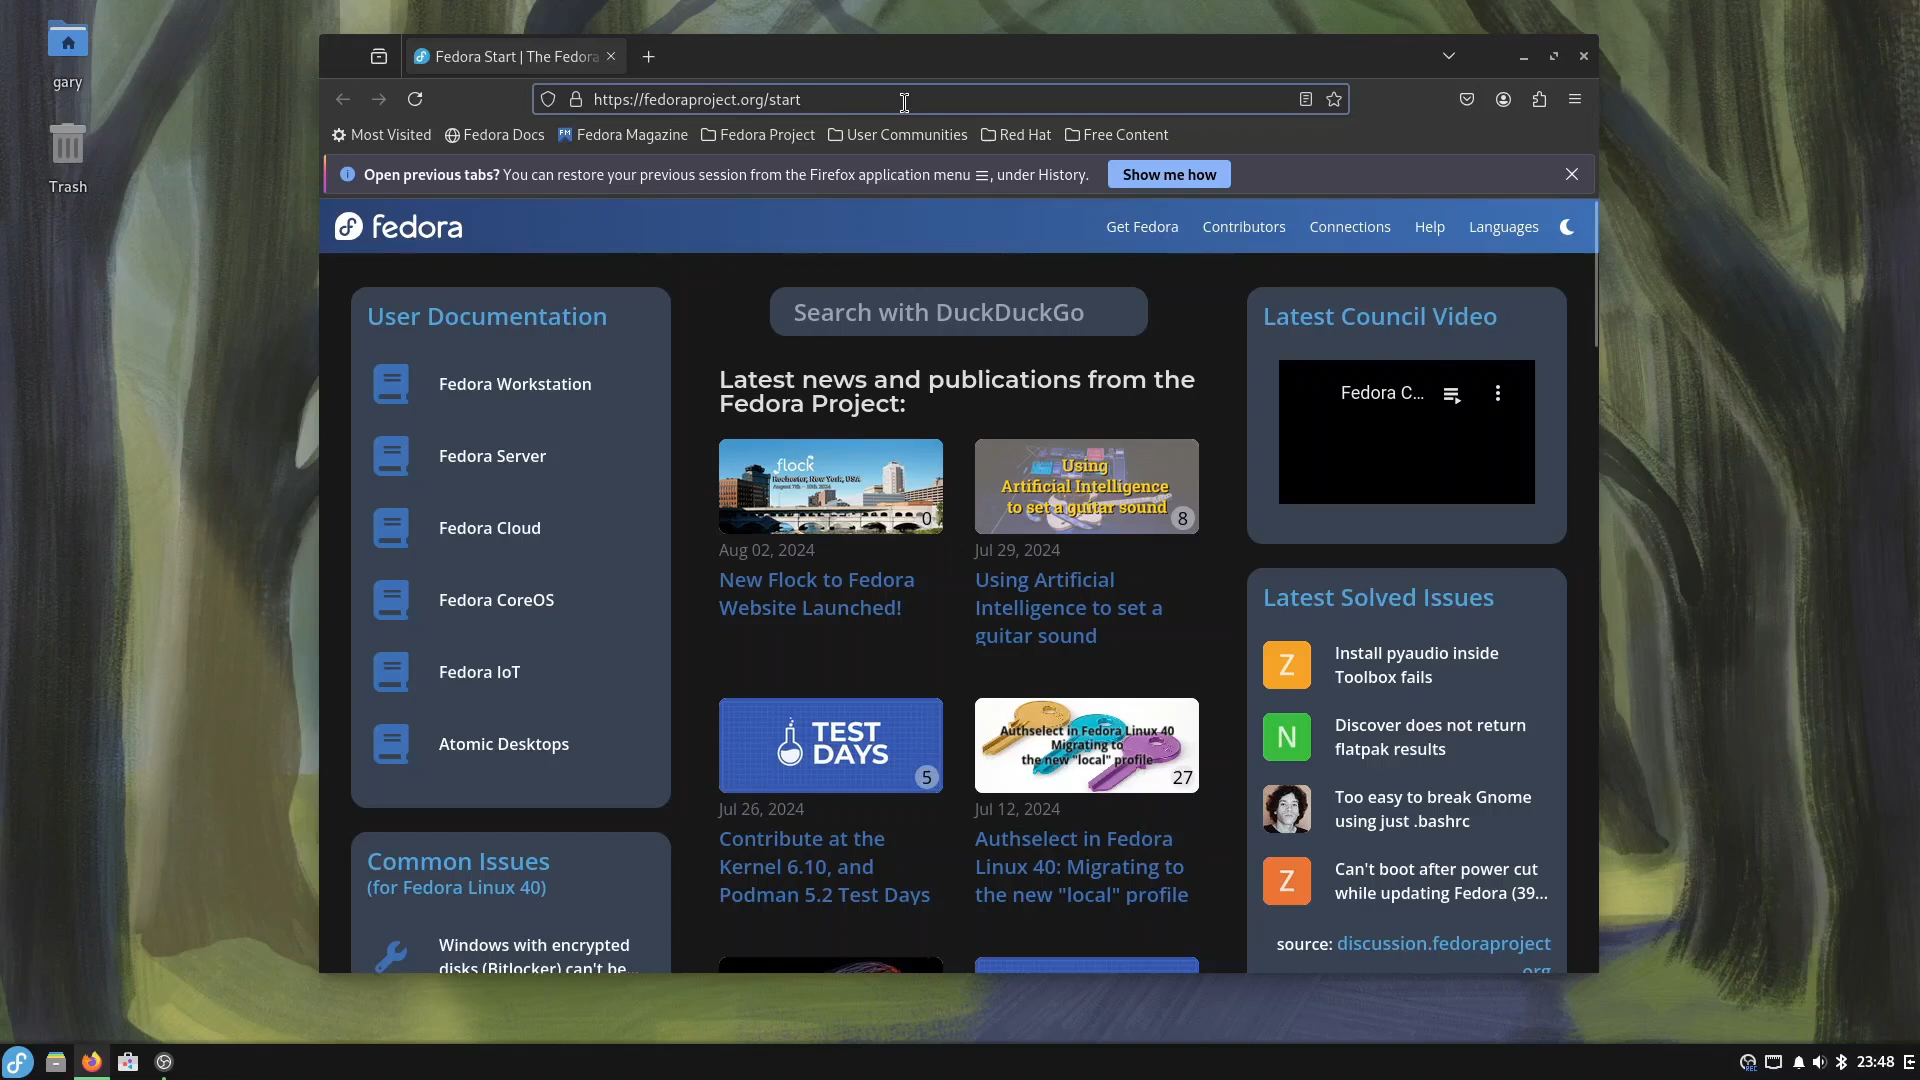 gary
Trash
Fedora Start | The Fedora
https://fedoraproject.org/start
Most Visited
Fedora Docs
Fedora Magazine
Fedora Project
User Communities
Red Hat
Free Content
Open previous tabs? You can restore your previous session from the Firefox application menu ☰, under History.
Show me how
fedora
Get Fedora
Contributors
Connections
Help
Languages
User Documentation
Fedora Workstation
Fedora Server
Fedora Cloud
Fedora CoreOS
Fedora IoT
Atomic Desktops
Common Issues
(for Fedora Linux 40)
Windows with encrypted
disks (Bitlocker) can't be...
Search with DuckDuckGo
Latest news and publications from the
Fedora Project:
flock
Rochester, New York, USA
0
Aug 02, 2024
New Flock to Fedora
Website Launched!
Using
Artificial Intelligence
to set a guitar sound
8
Jul 29, 2024
Using Artificial
Intelligence to set a
guitar sound
TEST
DAYS
5
Jul 26, 2024
Contribute at the
Kernel 6.10, and
Podman 5.2 Test Days
Authselect in Fedora Linux 40
Migrating to
the new "local" profile
27
Jul 12, 2024
Authselect in Fedora
Linux 40: Migrating to
the new "local" profile
Latest Council Video
Fedora C...
Latest Solved Issues
Z
Install pyaudio inside
Toolbox fails
N
Discover does not return
flatpak results
Too easy to break Gnome
using just .bashrc
Z
Can't boot after power cut
while updating Fedora (39...
source: discussion.fedoraproject
org
REC
23:48